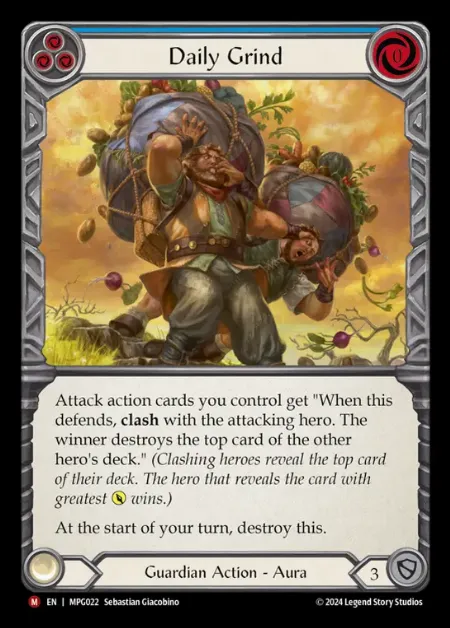 Daily Grind
0
Attack action cards you control get "When this
defends, clash with the attacking hero. The
winner destroys the top card of the other
hero's deck." (Clashing heroes reveal the top card
of their deck. The hero that reveals the card with
greatest wins.)
At the start of your turn, destroy this.
Guardian Action - Aura
3
M EN | MPG022 Sebastian Giacobino
© 2024 Legend Story Studios